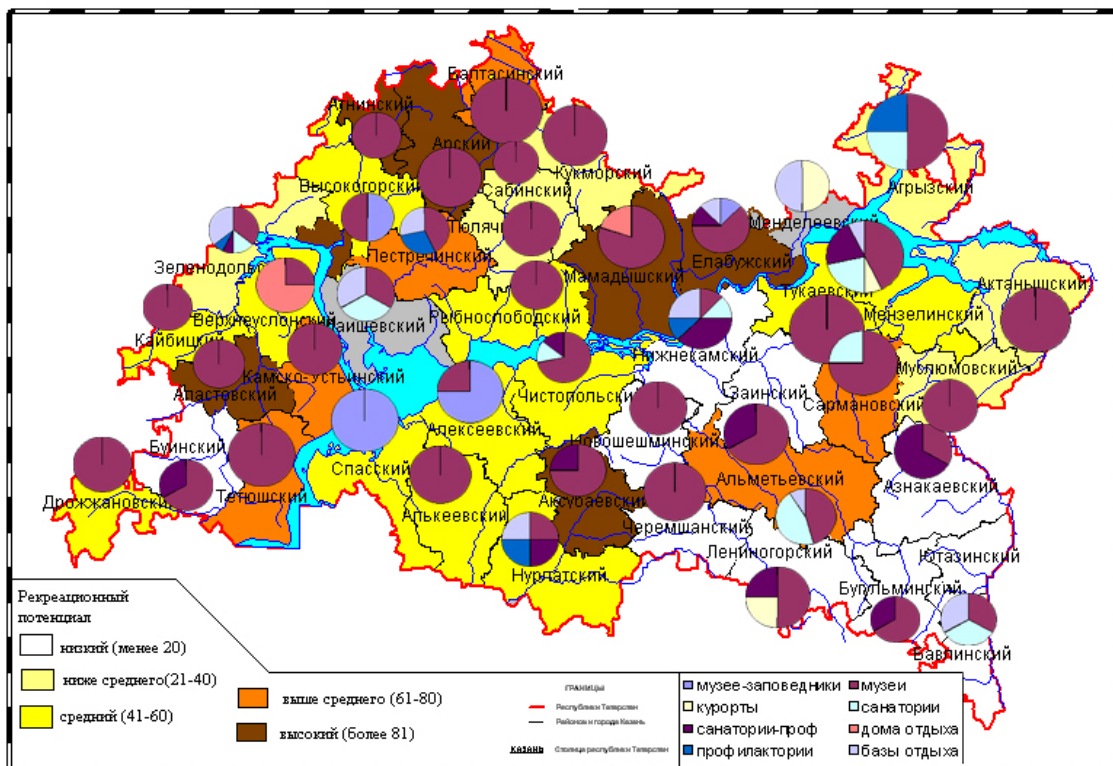 Балтасинский
Атнинский
Арский
Кукморский
Сабинский
Высокогорский
Агрызский
Менделеевский
Тюляч
Пестречинский
Елабужский
Зеленодоль
Мамадышский
Актанышский
Тукаевский
Верхнеуслонский
Лаишевский
Рыбнослободский
Мензелинский
Кайбицкий
Нижнекамский
Муслюмовский
Камско-Устьинский
Апастовский
Чистопольск
Заинский
Сармановский
Алексеевский
Буинский
Новошешминский
Спасский
Альметьевский
Азнакаевский
Дрожжановский
Тетюшский
Аксубаевский
Алькеевский
Черемшанский
Лениногорский
Ютазинский
Нурлатский
Бугульминский
Бавлинский
Рекреационный
потенциал
низкий (менее 20)
ниже среднего(21-40)
средний (41-60)
выше среднего (61-80)
высокий (более 81)
ГРАНИЦЫ
Республики Татарстан
Районов и города Казань
КАЗАНЬ Столица республики Татарстан
музее-заповедники
музеи
курорты
санатории
санатории-проф
дома отдыха
профилактории
базы отдыха